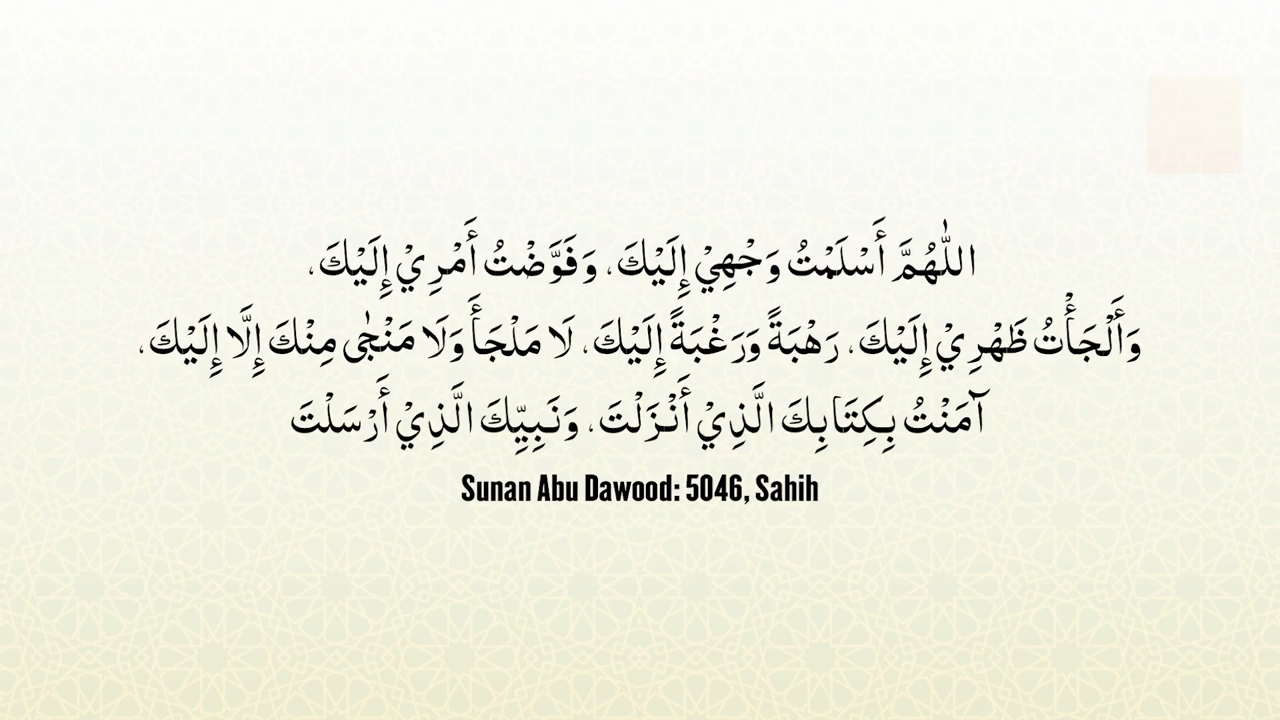 اللّٰهُمَّ أَسْلَمْتُ وَجْهِيْ إِلَيْكَ، وَفَوَّضْتُ أَمْرِيْ إِلَيْكَ،
وَأَلْجَأْتُ ظَهْرِيْ إِلَيْكَ، رَهْبَةً وَرَغْبَةً إِلَيْكَ، لَا مَلْجَأَ وَلَا مَنْجٰى مِنْكَ إِلَّا إِلَيْكَ،
آمَنْتُ بِكِتَابِكَ الَّذِيْ أَنْزَلْتَ، وَنَبِيِّكَ الَّذِيْ أَرْسَلْتَ
Sunan Abu Dawood: 5046, Sahih